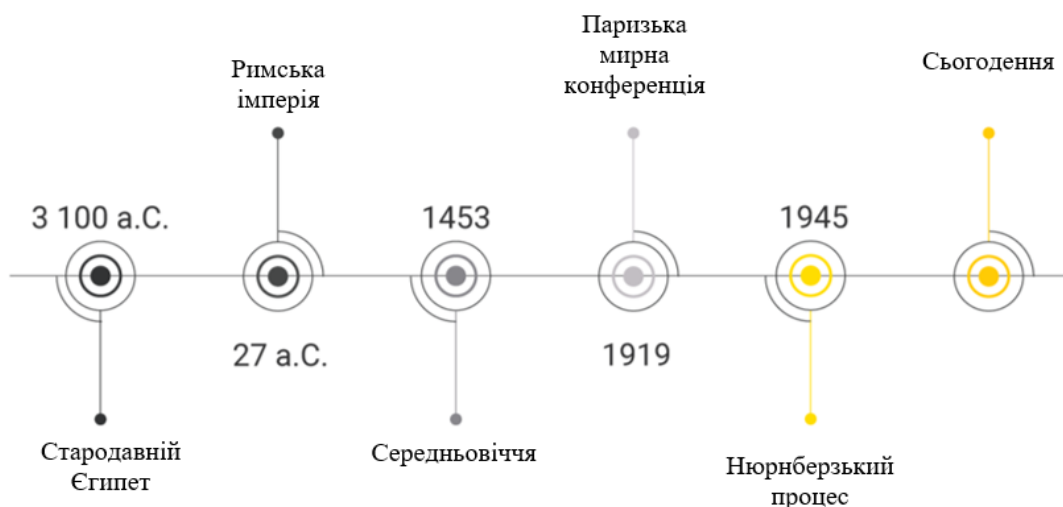 3 100 a.C.
Стародавній
Єгипет
Римська
імперія
27 a.C.
1453
Середньовіччя
Паризька
мирна
конференція
1919
1945
Нюрнберзький
процес
Сьогодення